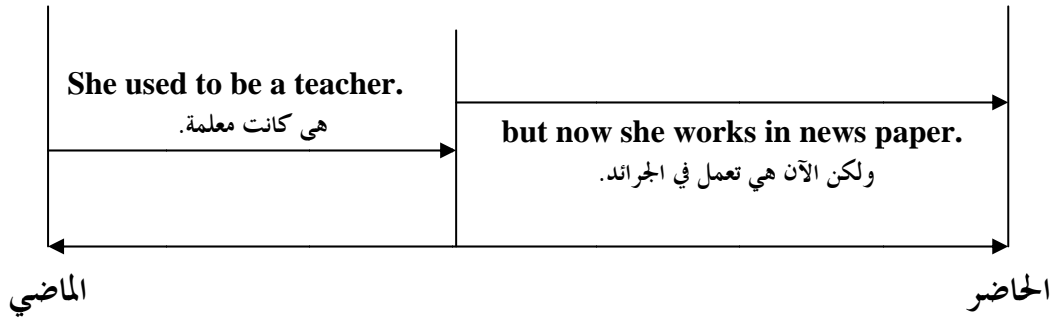 She used to be a teacher.
هى كانت معلمة.
but now she works in news paper.
ولكن الآن هي تعمل في الجرائد.
الماضي
الحاضر